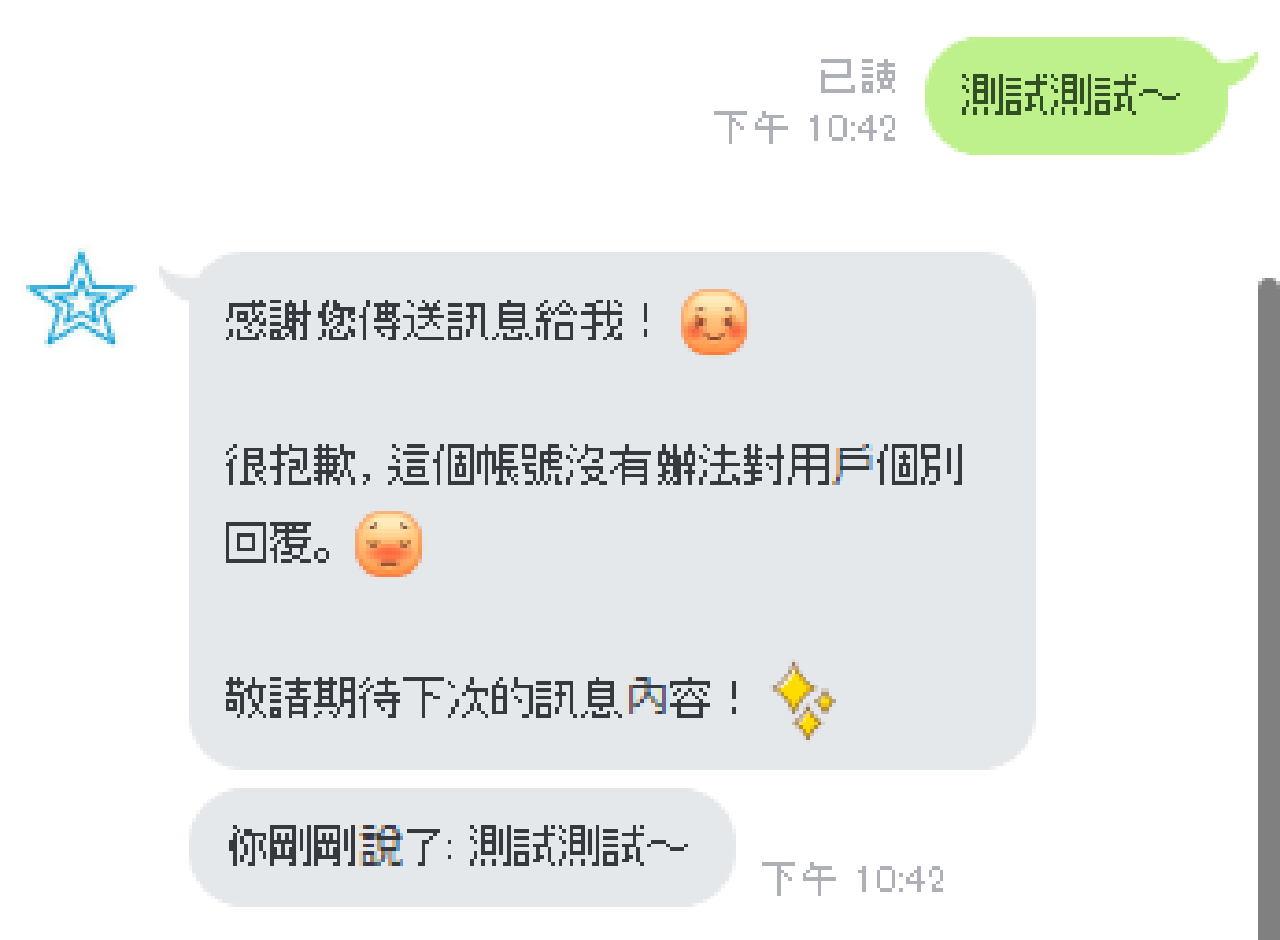 已讀
下午 10:42
測試測試～
感謝您傳送訊息給我！
很抱歉，這個帳號沒有辦法對用戶個別
回覆。
敬請期待下次的訊息內容！
你剛剛說了: 測試測試～
下午 10:42